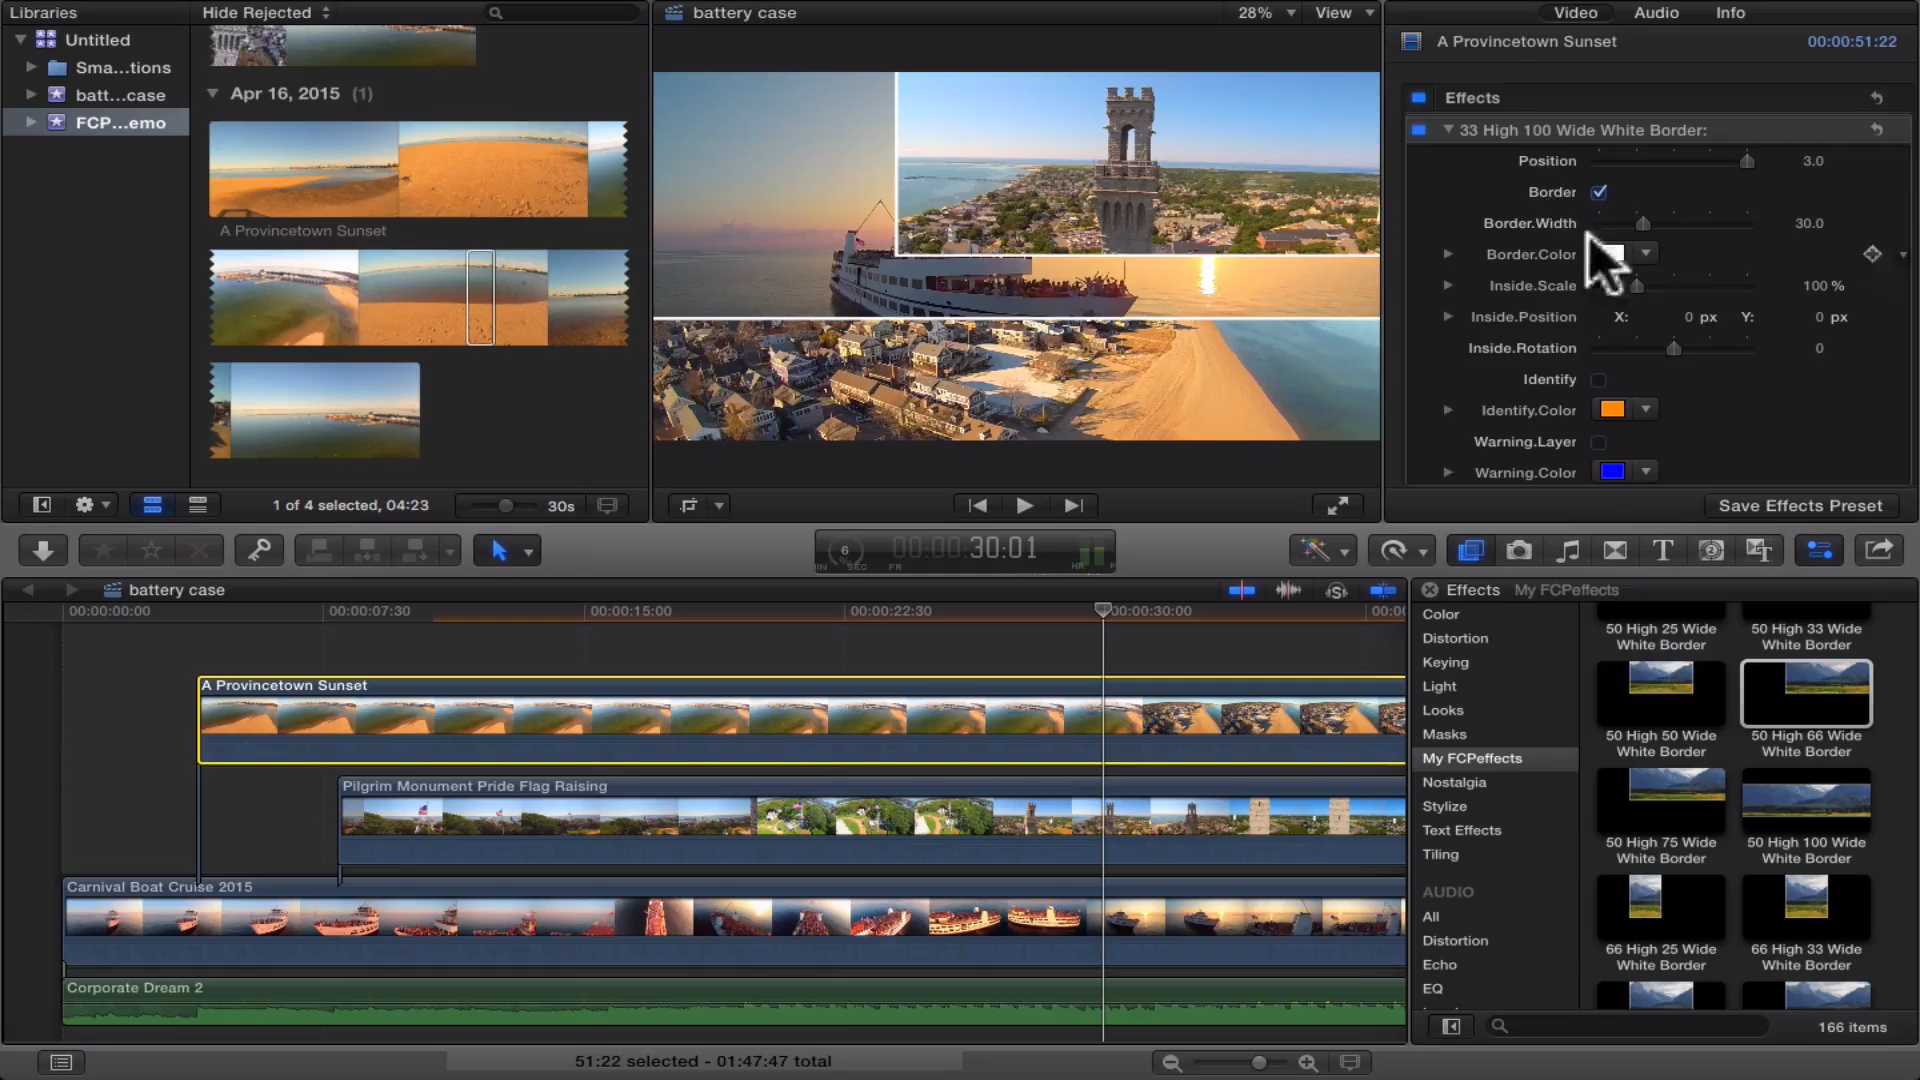 Libraries
Hide Rejected
Untitled
Sma...tions
batt...case
FCP...emo
Apr 16, 2015 (1)
A Provincetown Sunset
1 of 4 selected, 04:23
30s
battery case
28%
View
Video
Audio
Info
A Provincetown Sunset
00:00:51:22
Effects
33 High 100 Wide White Border:
Position 3.0
Border
Border.Width 30.0
Border.Color
Inside.Scale 100 %
Inside.Position X: 0 px Y: 0 px
Inside.Rotation 0
Identify
Identify.Color
Warning.Layer
Warning.Color
Save Effects Preset
00:00:30:01
6
SEC FR
HR
battery case
00:00:00:00
00:00:07:30
00:00:15:00
00:00:22:30
00:00:30:00
00:00
A Provincetown Sunset
Pilgrim Monument Pride Flag Raising
Carnival Boat Cruise 2015
Corporate Dream 2
51:22 selected - 01:47:47 total
Effects My FCPeffects
Color
Distortion
Keying
Light
Looks
Masks
My FCPeffects
Nostalgia
Stylize
Text Effects
Tiling
AUDIO
All
Distortion
Echo
EQ
50 High 25 Wide
White Border
50 High 33 Wide
White Border
50 High 50 Wide
White Border
50 High 66 Wide
White Border
50 High 75 Wide
White Border
50 High 100 Wide
White Border
66 High 25 Wide
White Border
66 High 33 Wide
White Border
166 items